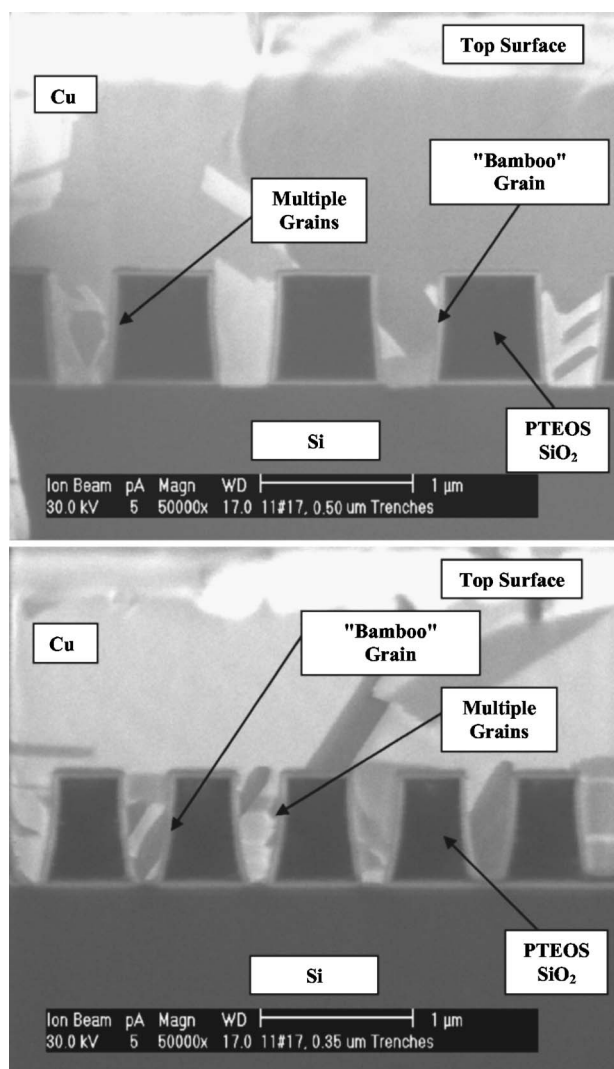 Top Surface
Cu
"Bamboo"
Grain
Multiple
Grains
Si
PTEOS
SiO₂
Ion Beam pA Magn WD 1 μm
30.0 kV 5 50000x 17.0 11#17, 0.50 um Trenches
Top Surface
"Bamboo"
Grain
Cu
Multiple
Grains
PTEOS
SiO₂
Si
Ion Beam pA Magn WD 1 μm
30.0 kV 5 50000x 17.0 11#17, 0.35 um Trenches